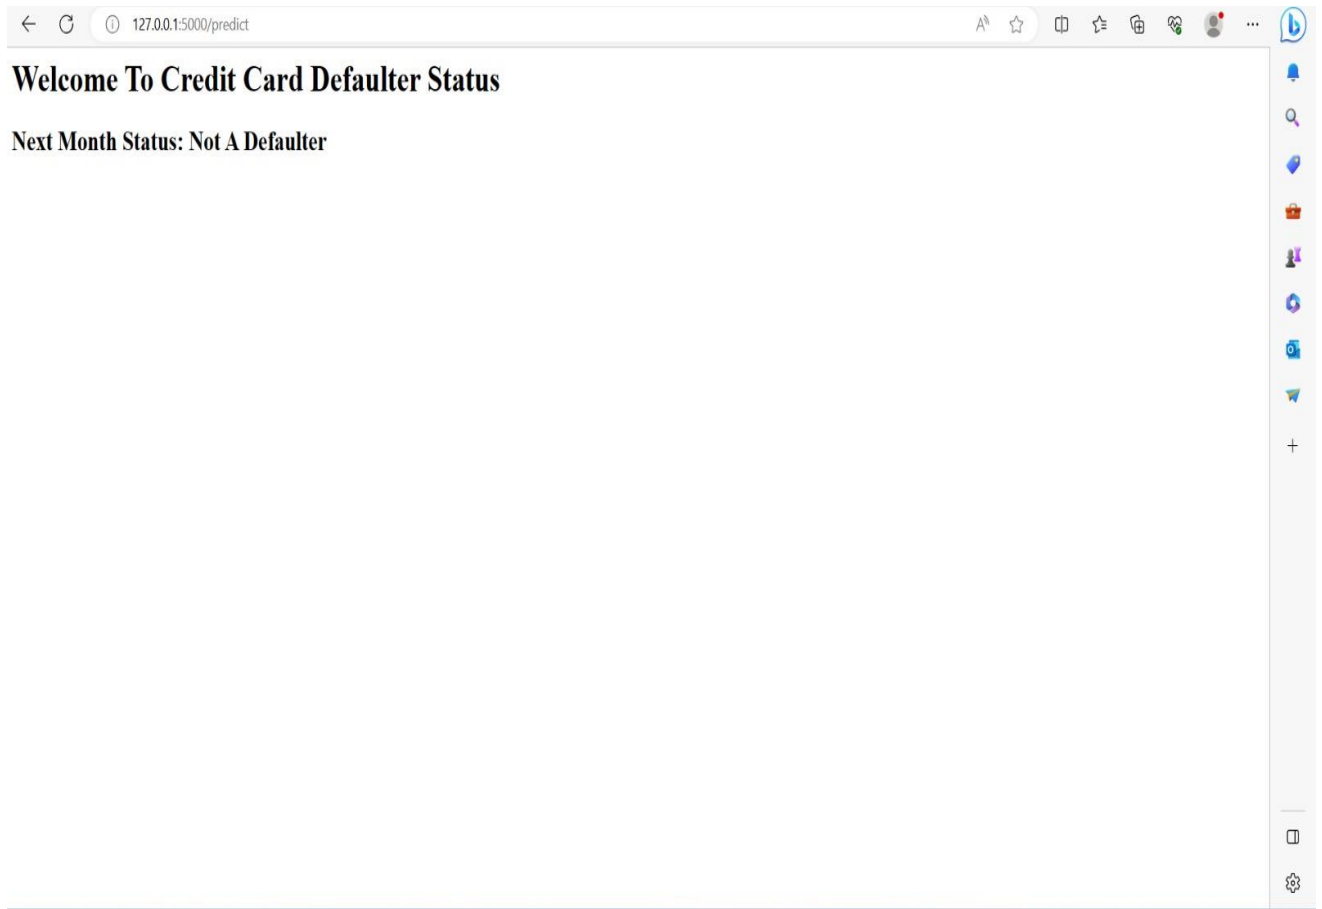 127.0.0.1:5000/predict
Welcome To Credit Card Defaulter Status
Next Month Status: Not A Defaulter